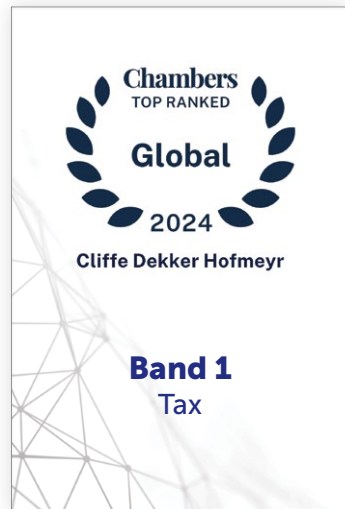 Chambers
TOP RANKED
Global
2024
Cliffe Dekker Hofmeyr
Band 1
Tax